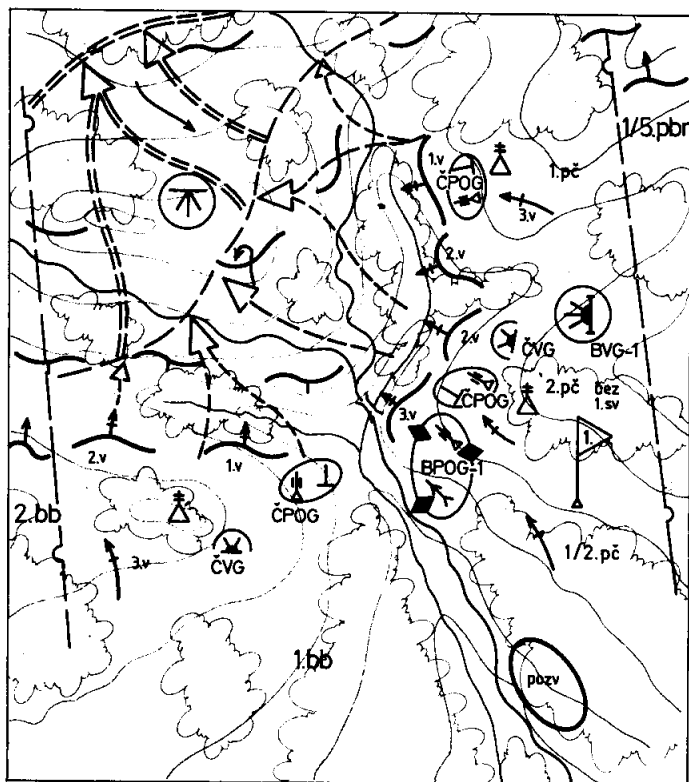 1/5.pbr
1.v
1.pč
ČPOG
3.v
2.v
2.v
ČVG
BVG-1
ČPOG
2.pč
bez
1.sv
3.v
1.
2.v
1.v
BPOG-1
ČPOG
2.bb
ČVG
3.v
1/2.pč
1.bb
pozv